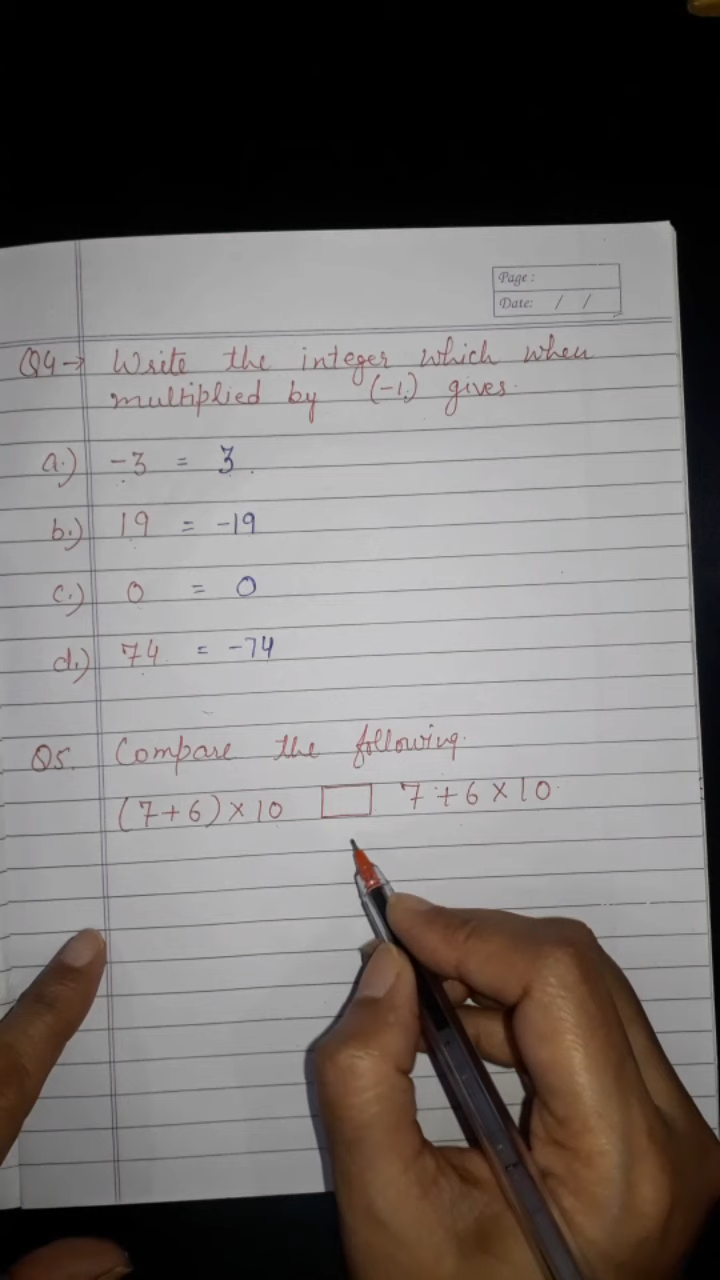 Page :
Date: / /
Q4→ Write the integer which when
multiplied by (-1) gives.
a.) -3 = 3.
b.) 19 = -19
c.) 0 = 0
d.) 74 = -74
Q5. Compare the following.
(7+6)×10 □ 7+6×10